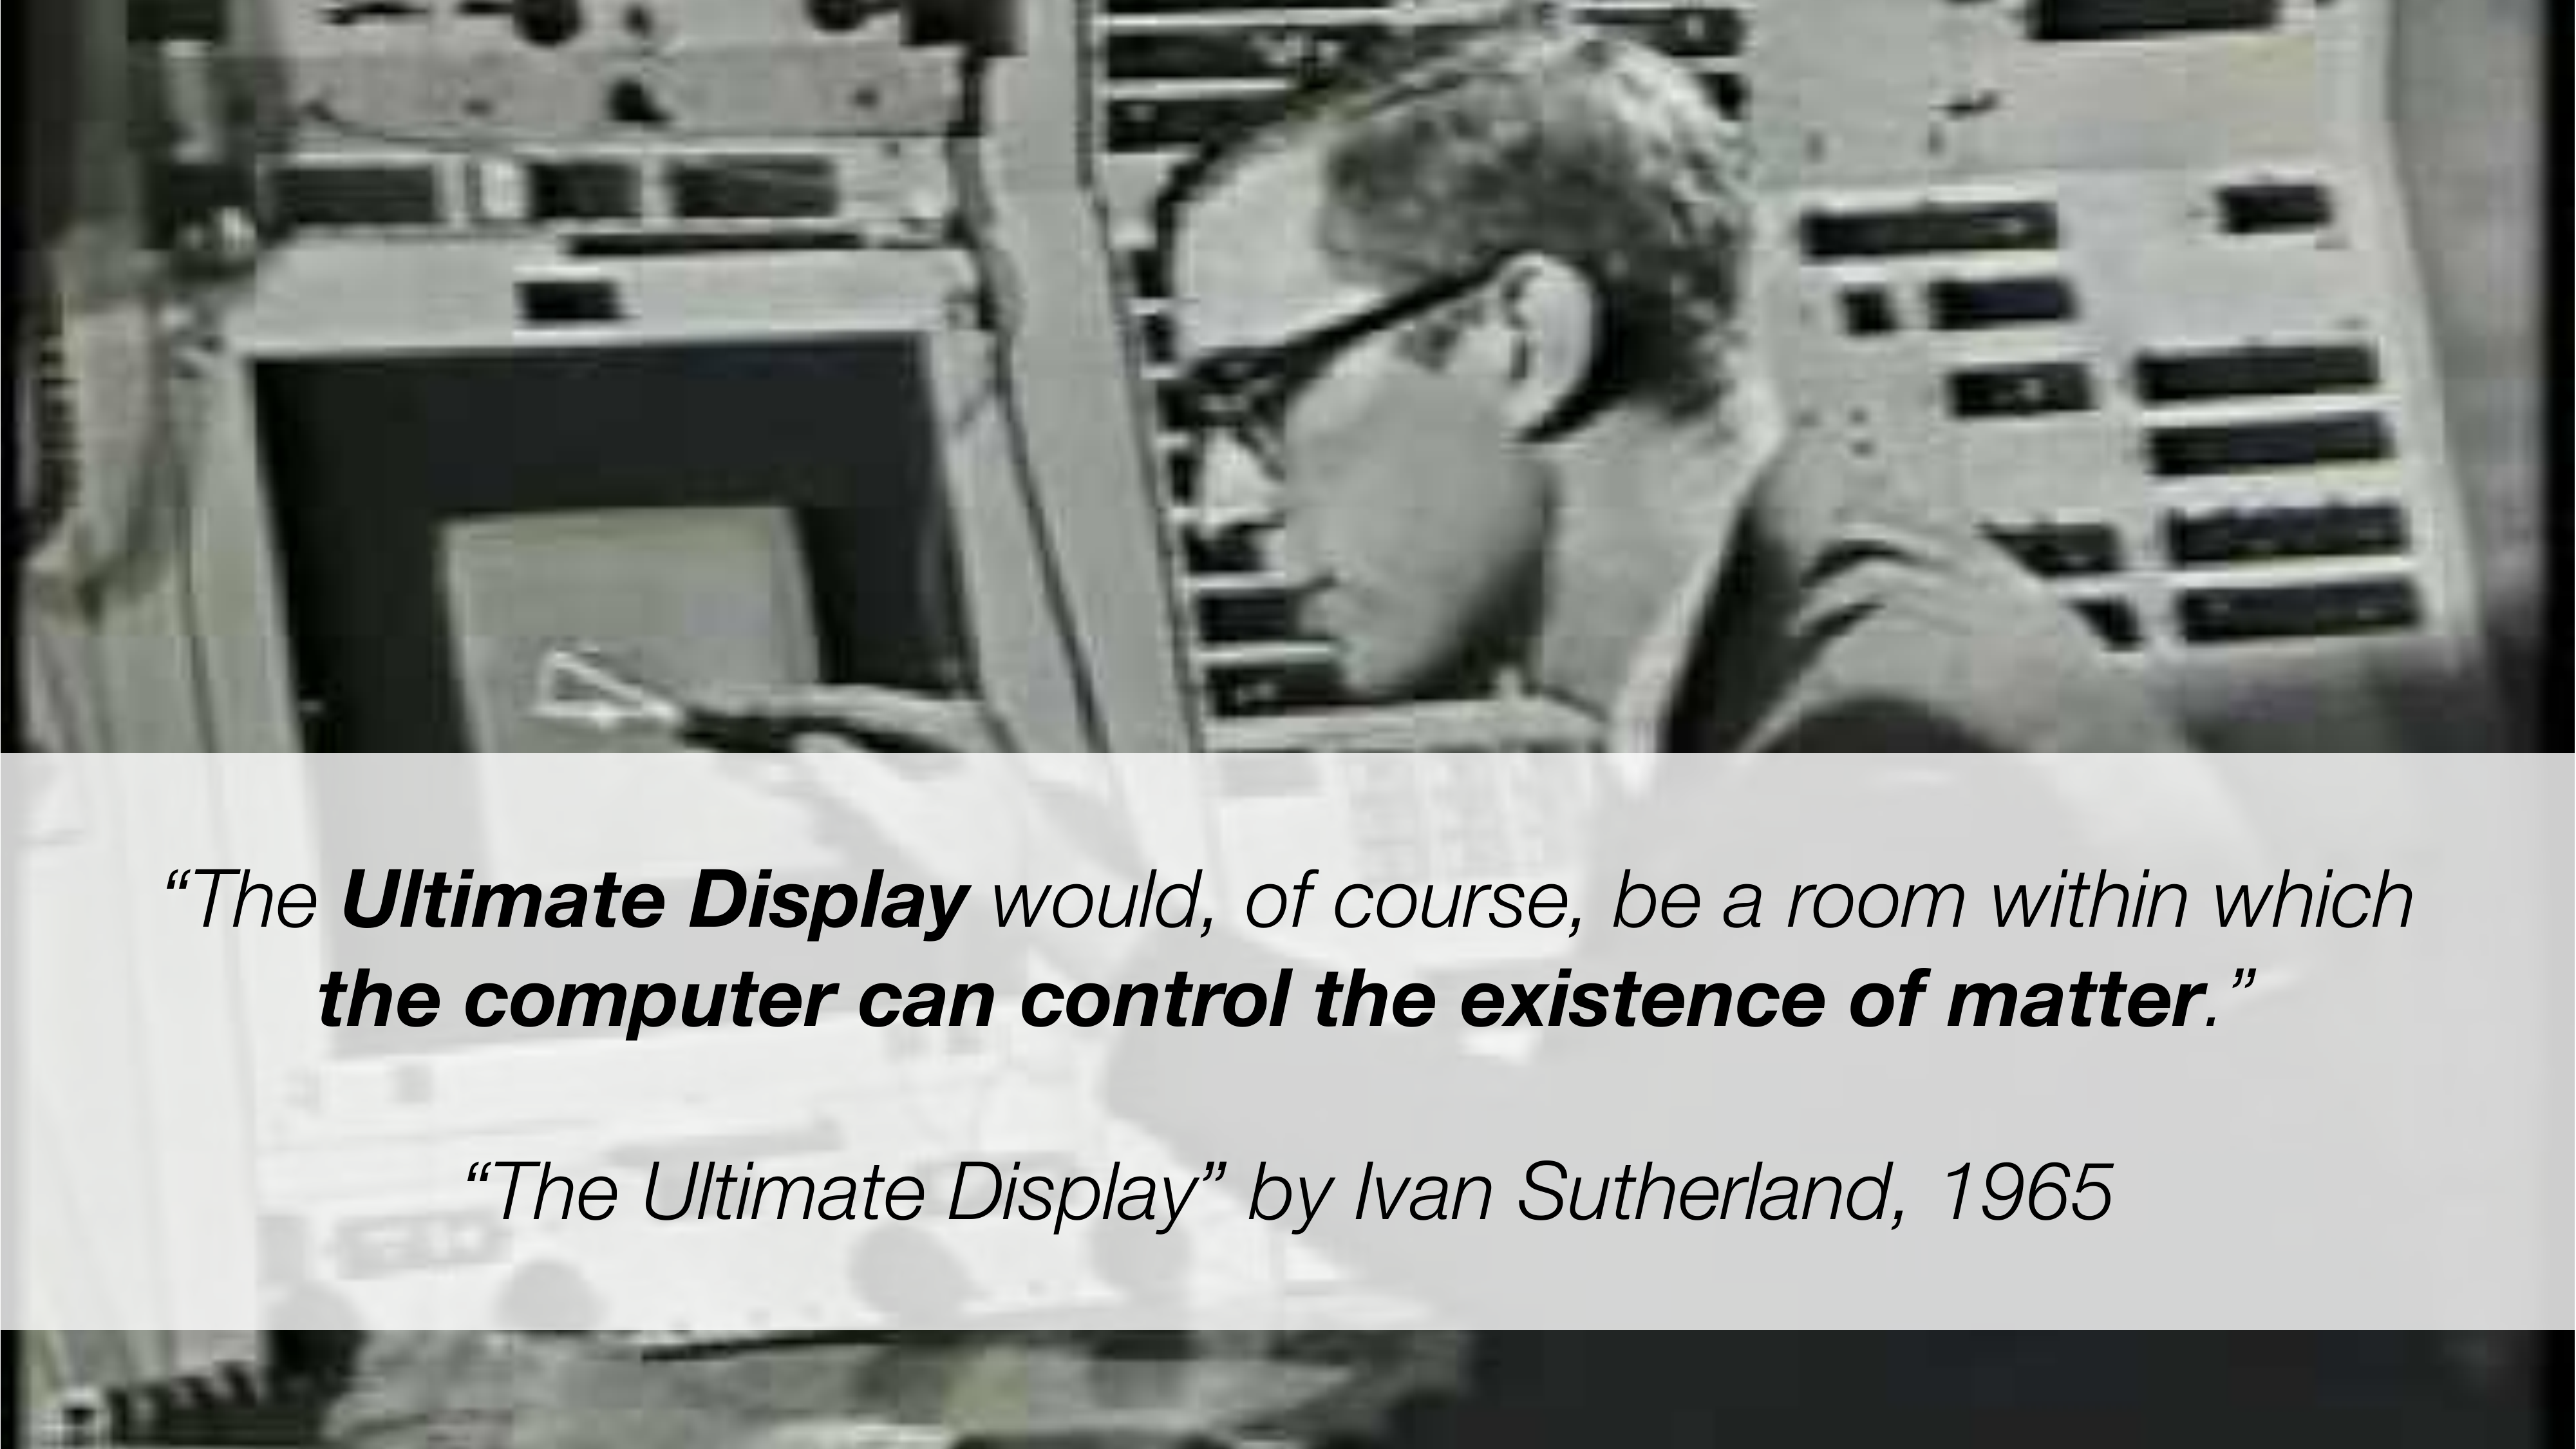 “The Ultimate Display would, of course, be a room within which
the computer can control the existence of matter.”
“The Ultimate Display” by Ivan Sutherland, 1965